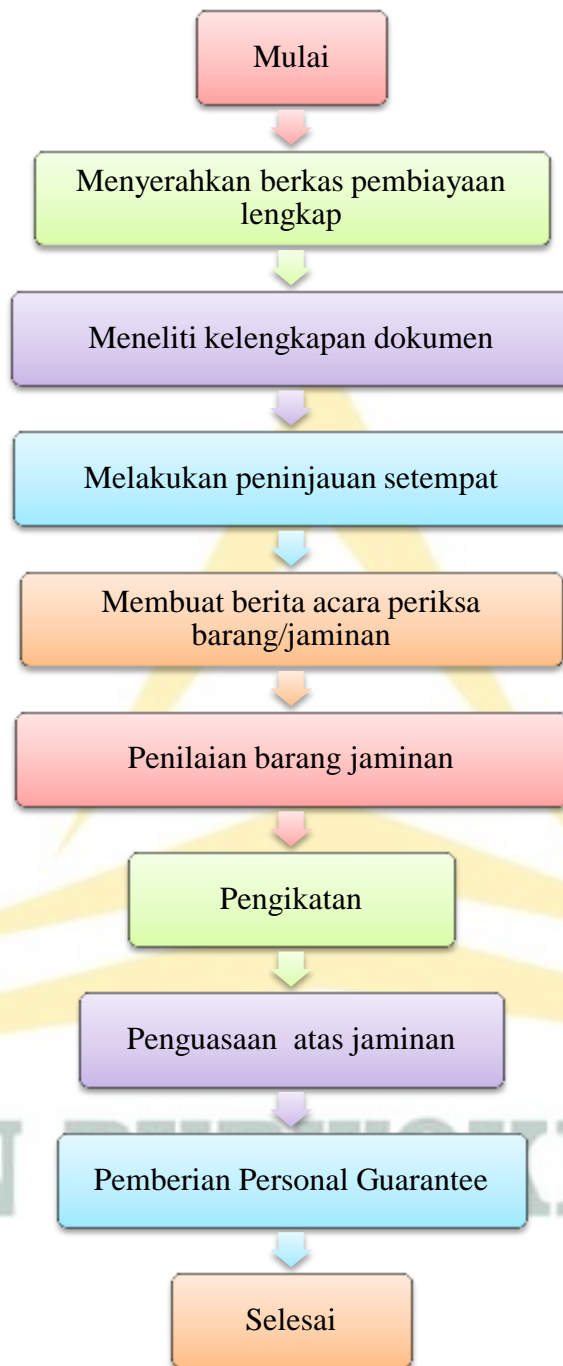 Mulai
Menyerahkan berkas pembiayaan
lengkap
Meneliti kelengkapan dokumen
Melakukan peninjauan setempat
Membuat berita acara periksa
barang/jaminan
Penilaian barang jaminan
Pengikatan
Penguasaan atas jaminan
Pemberian Personal Guarantee
Selesai